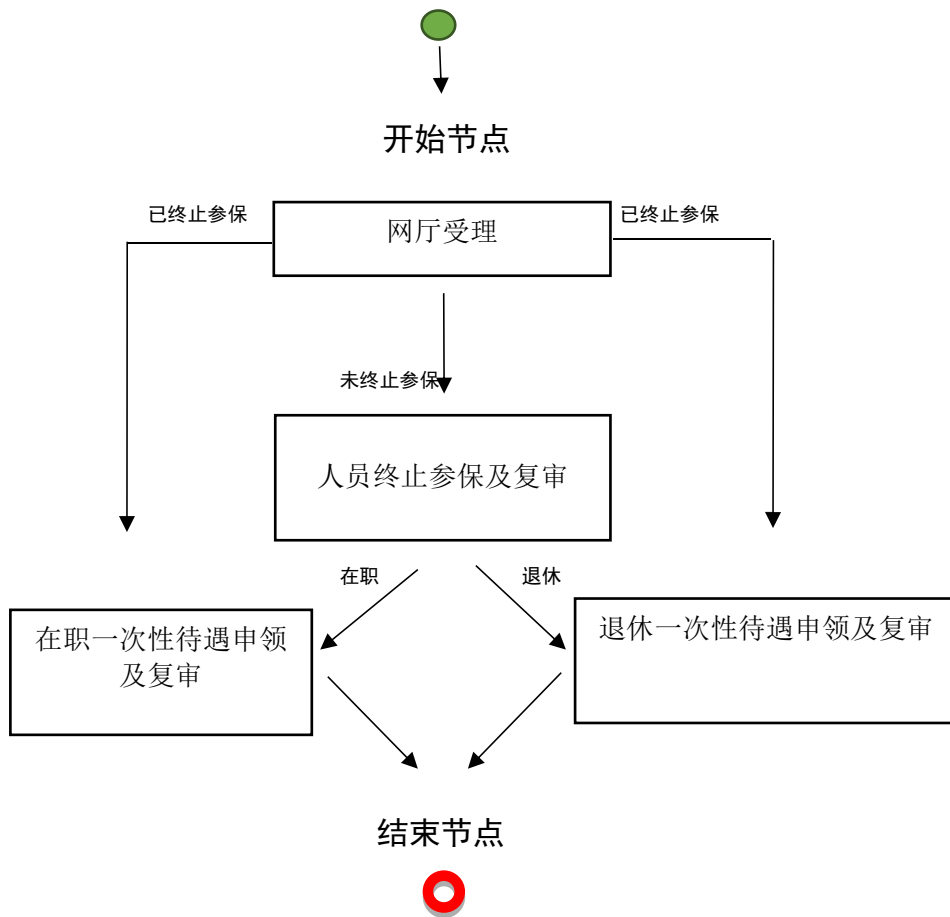 开始节点
已终止参保
网厅受理
已终止参保
未终止参保
人员终止参保及复审
在职
退休
在职一次性待遇申领
及复审
退休一次性待遇申领及复审
结束节点